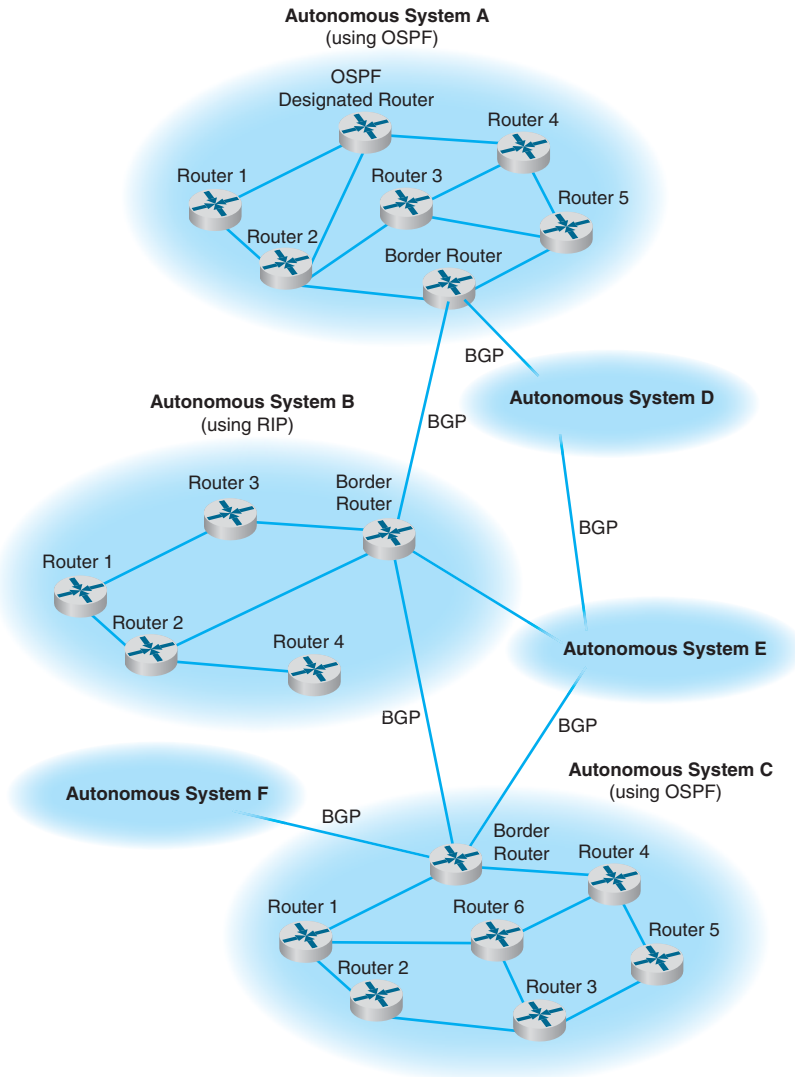 Autonomous System A
(using OSPF)
OSPF
Designated Router
Router 4
Router 1
Router 3
Router 5
Router 2
Border Router
BGP
Autonomous System D
Autonomous System B
(using RIP)
BGP
Router 3
Border
Router
BGP
Router 1
Router 2
Router 4
Autonomous System E
BGP
BGP
Autonomous System C
(using OSPF)
Autonomous System F
BGP
Border
Router
Router 4
Router 1
Router 6
Router 5
Router 2
Router 3